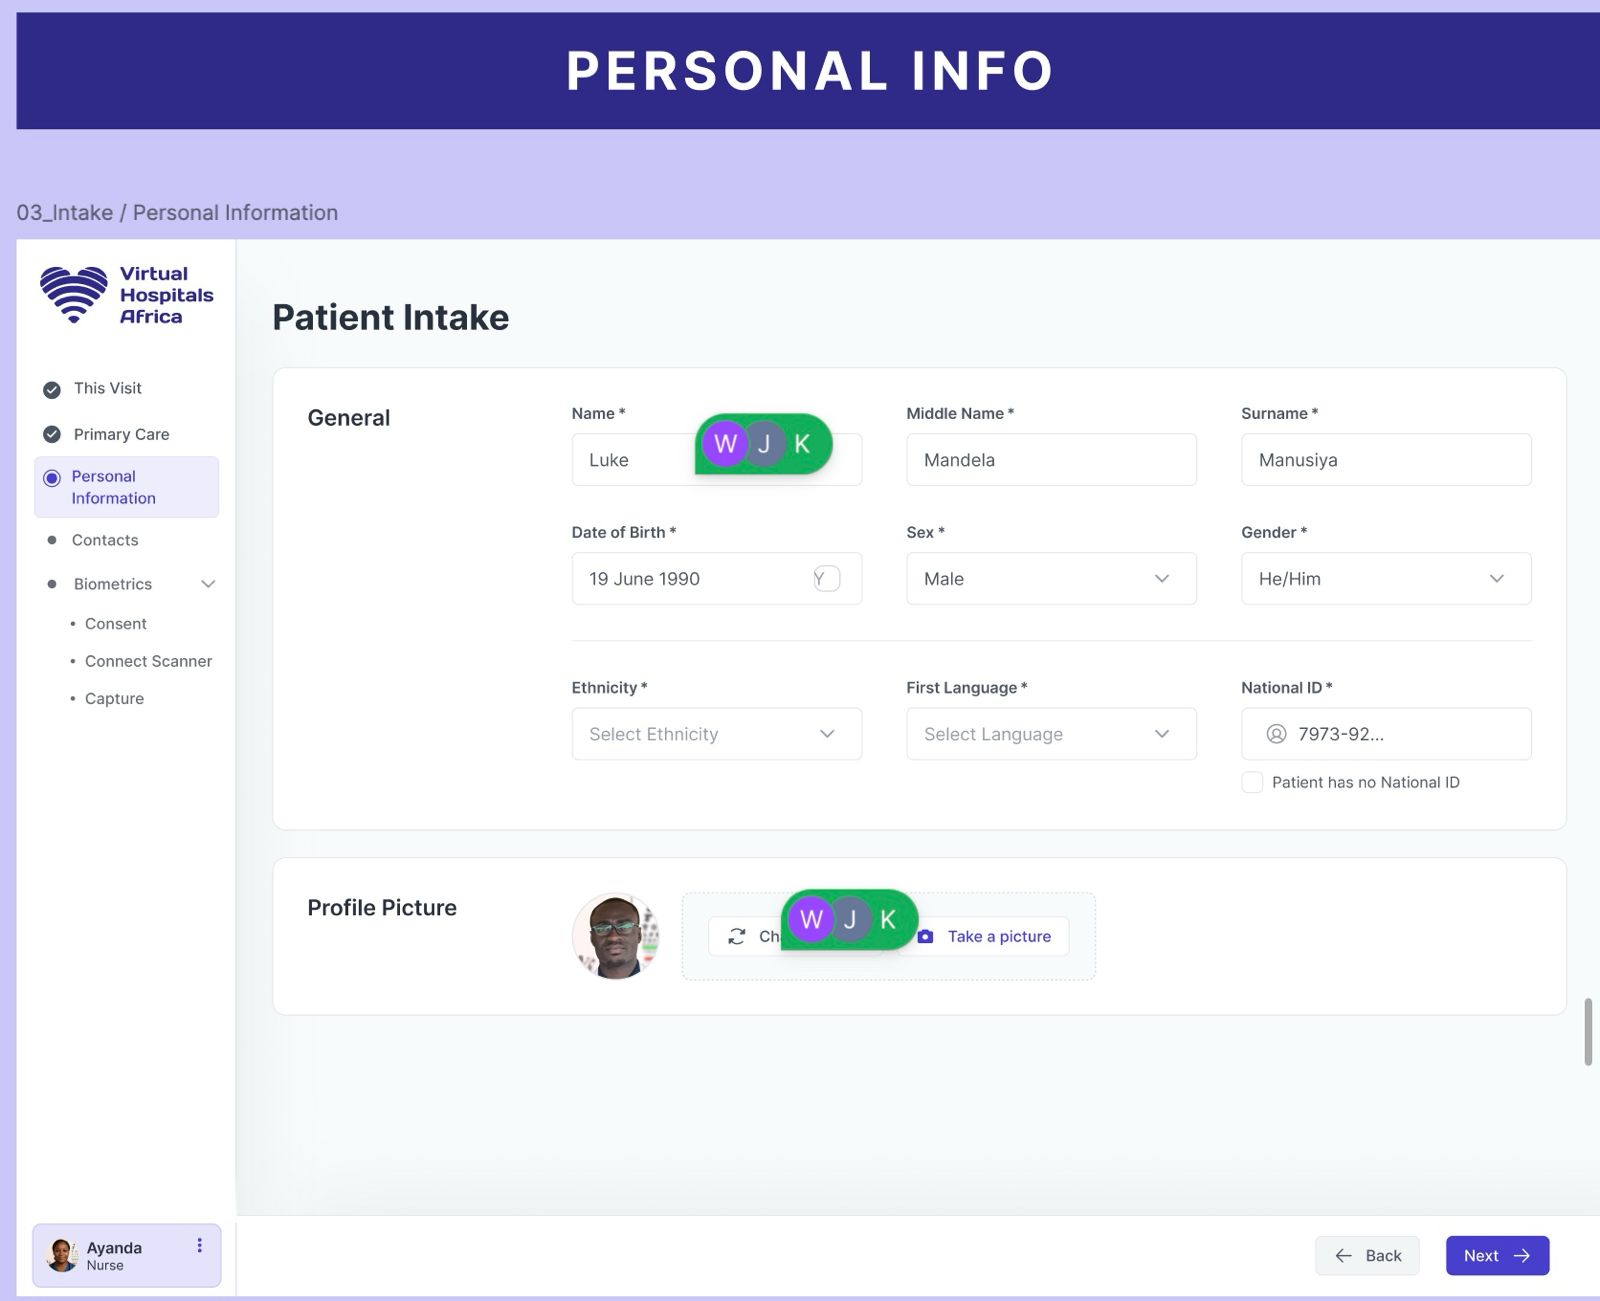 PERSONAL INFO
03_Intake / Personal Information
Virtual
Hospitals
Africa
This Visit
Primary Care
Personal
Information
Contacts
Biometrics
Consent
Connect Scanner
Capture
Ayanda
Nurse
Patient Intake
General
Name *
Middle Name *
Surname *
Luke
W J K
Mandela
Manusiya
Date of Birth *
Sex *
Gender *
19 June 1990
Y
Male
He/Him
Ethnicity *
First Language *
National ID *
Select Ethnicity
Select Language
7973-92...
Patient has no National ID
Profile Picture
W J K
Take a picture
Back
Next